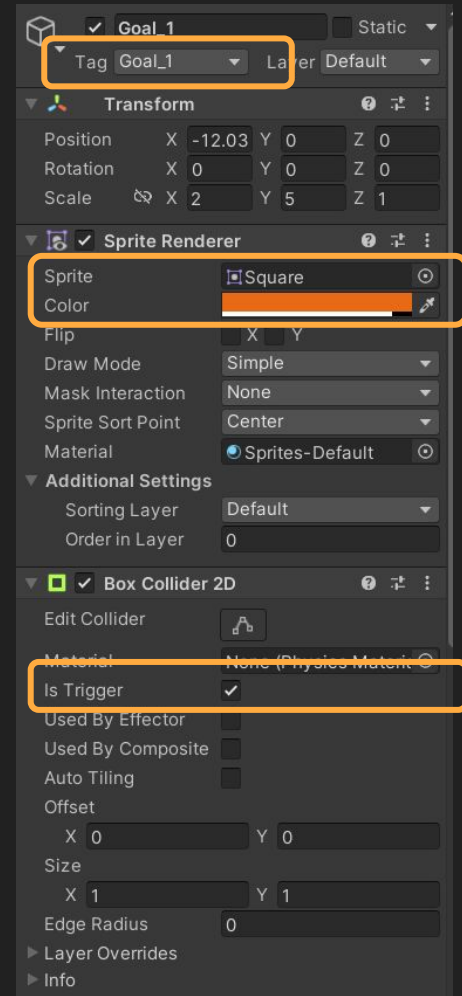 Goal_1 Static
Tag Goal_1 Layer Default
Transform
Position X -12.03 Y 0 Z 0
Rotation X 0 Y 0 Z 0
Scale X 2 Y 5 Z 1
Sprite Renderer
Sprite Square
Color
Flip X Y
Draw Mode Simple
Mask Interaction None
Sprite Sort Point Center
Material Sprites-Default
Additional Settings
Sorting Layer Default
Order in Layer 0
Box Collider 2D
Edit Collider
Material None (Physics Materi
Is Trigger
Used By Effector
Used By Composite
Auto Tiling
Offset
X 0 Y 0
Size
X 1 Y 1
Edge Radius 0
Layer Overrides
Info